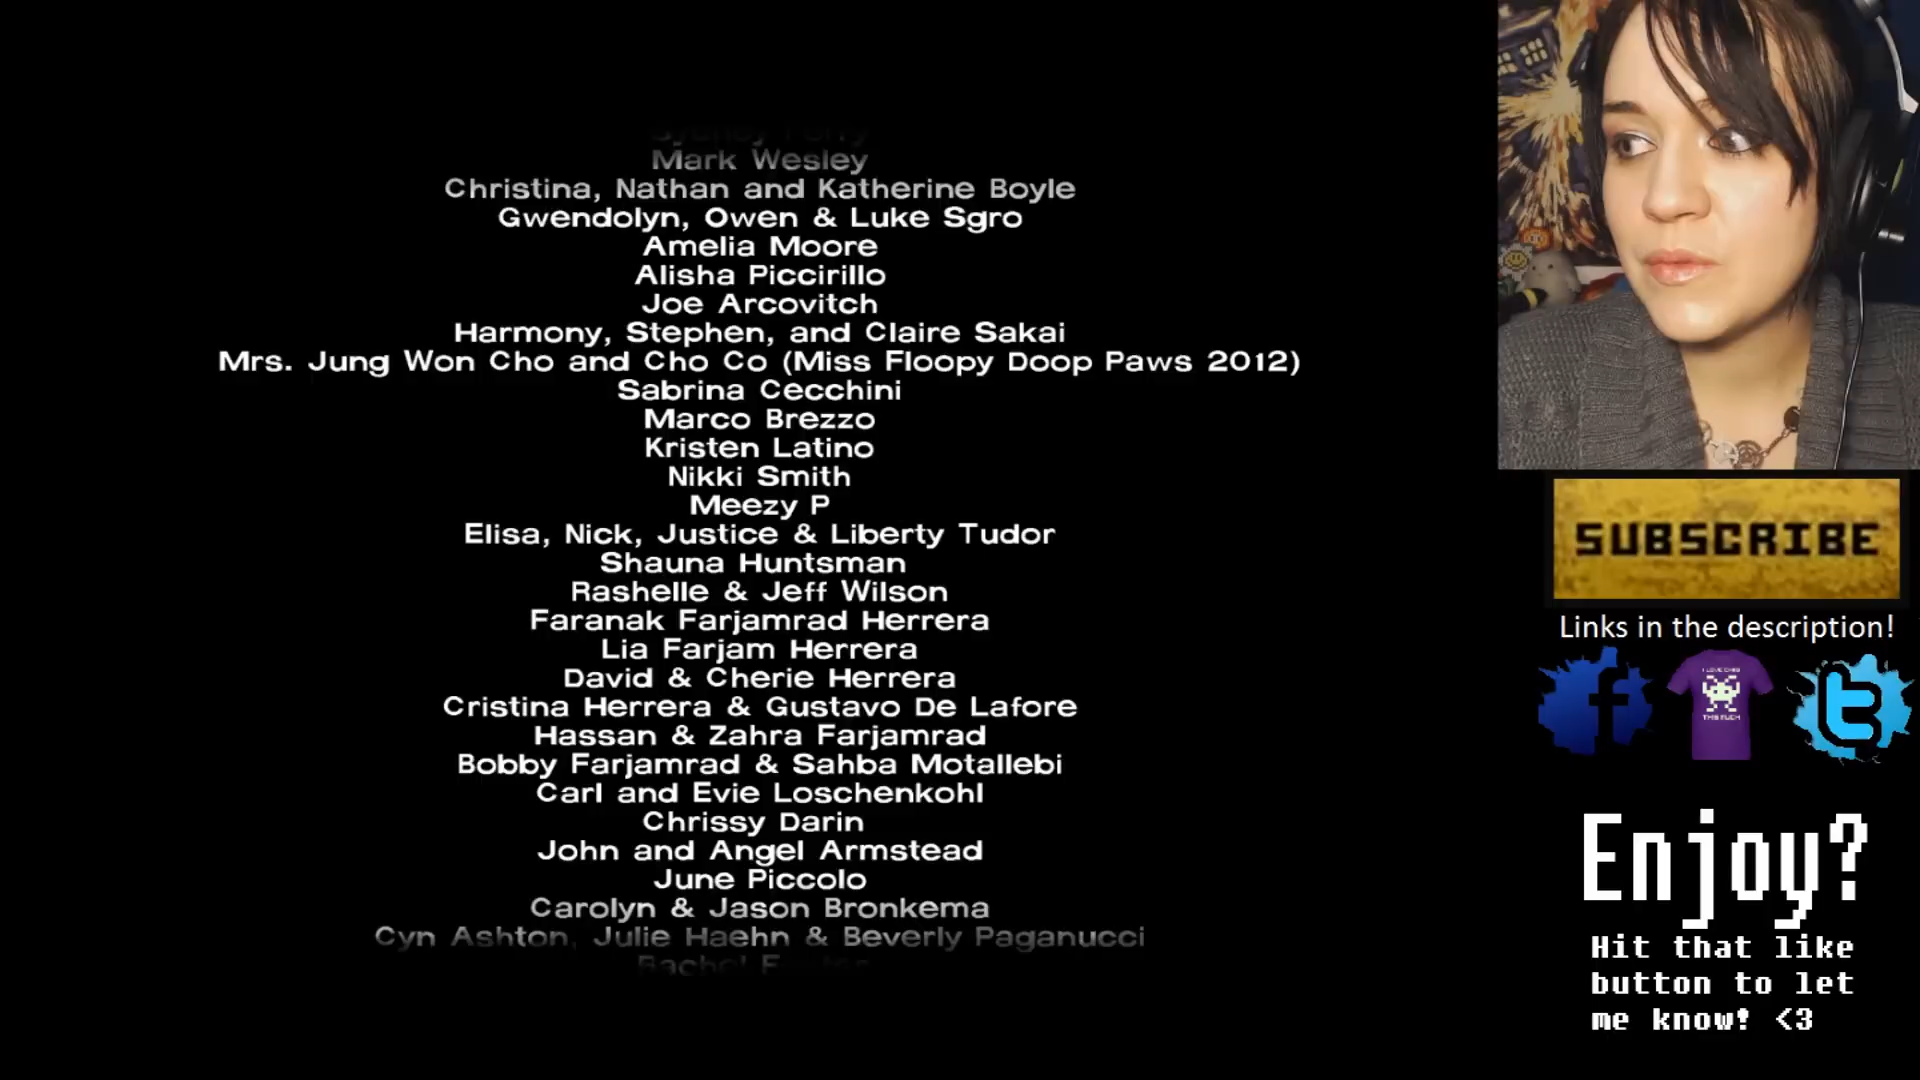 Mark Wesley
Christina, Nathan and Katherine Boyle
Gwendolyn, Owen & Luke Sgro
Amelia Moore
Alisha Piccirillo
Joe Arcovitch
Harmony, Stephen, and Claire Sakai
Mrs. Jung Won Cho and Cho Co (Miss Floopy Doop Paws 2012)
Sabrina Cecchini
Marco Brezzo
Kristen Latino
Nikki Smith
Meezy P
Elisa, Nick, Justice & Liberty Tudor
Shauna Huntsman
Rashelle & Jeff Wilson
Faranak Farjamrad Herrera
Lia Farjam Herrera
David & Cherie Herrera
Cristina Herrera & Gustavo De Lafore
Hassan & Zahra Farjamrad
Bobby Farjamrad & Sahba Motallebi
Carl and Evie Loschenkohl
Chrissy Darin
John and Angel Armstead
June Piccolo
Carolyn & Jason Bronkema
Cyn Ashton, Julie Haehn & Beverly Paganucci
SUBSCRIBE
Links in the description!
I LOVE CHIS
THIS MUCH
Enjoy?
Hit that like
button to let
me know! <3